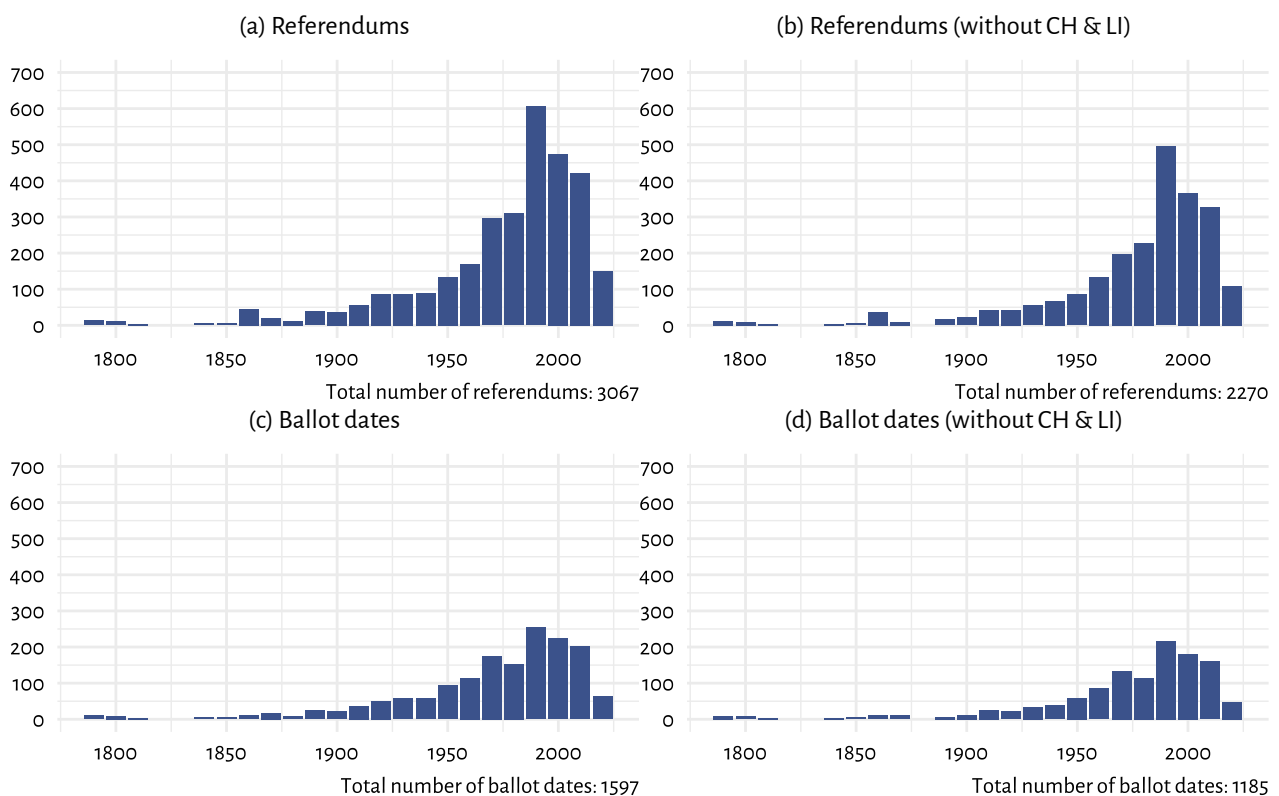 (a) Referendums
700
600
500
400
300
200
100
0
1800 1850 1900 1950 2000
Total number of referendums: 3067
(b) Referendums (without CH & LI)
700
600
500
400
300
200
100
0
1800 1850 1900 1950 2000
Total number of referendums: 2270
(c) Ballot dates
700
600
500
400
300
200
100
0
1800 1850 1900 1950 2000
Total number of ballot dates: 1597
(d) Ballot dates (without CH & LI)
700
600
500
400
300
200
100
0
1800 1850 1900 1950 2000
Total number of ballot dates: 1185